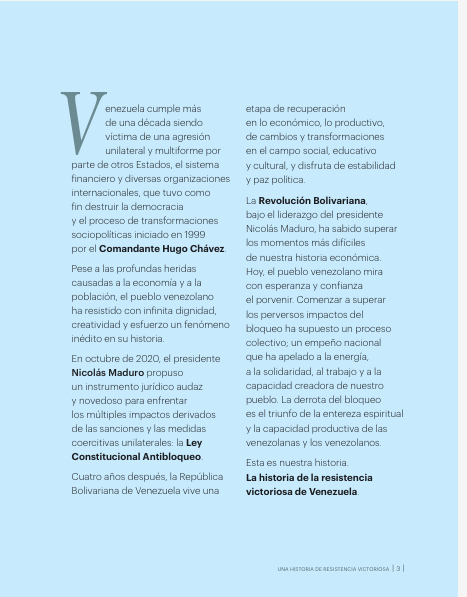 Venezuela cumple más
de una década siendo
víctima de una agresión
unilateral y multiforme por
parte de otros Estados, el sistema
financiero y diversas organizaciones
internacionales, que tuvo como
fin destruir la democracia
y el proceso de transformaciones
sociopolíticas iniciado en 1999
por el Comandante Hugo Chávez.
Pese a las profundas heridas
causadas a la economía y a la
población, el pueblo venezolano
ha resistido con infinita dignidad,
creatividad y esfuerzo un fenómeno
inédito en su historia.
En octubre de 2020, el presidente
Nicolás Maduro propuso
un instrumento jurídico audaz
y novedoso para enfrentar
los múltiples impactos derivados
de las sanciones y las medidas
coercitivas unilaterales: la Ley
Constitucional Antibloqueo.
Cuatro años después, la República
Bolivariana de Venezuela vive una
etapa de recuperación
en lo económico, lo productivo,
de cambios y transformaciones
en el campo social, educativo
y cultural, y disfruta de estabilidad
y paz política.
La Revolución Bolivariana,
bajo el liderazgo del presidente
Nicolás Maduro, ha sabido superar
los momentos más difíciles
de nuestra historia económica.
Hoy, el pueblo venezolano mira
con esperanza y confianza
el porvenir. Comenzar a superar
los perversos impactos del
bloqueo ha supuesto un proceso
colectivo; un empeño nacional
que ha apelado a la energía,
a la solidaridad, al trabajo y a la
capacidad creadora de nuestro
pueblo. La derrota del bloqueo
es el triunfo de la entereza espiritual
y la capacidad productiva de las
venezolanas y los venezolanos.
Esta es nuestra historia.
La historia de la resistencia
victoriosa de Venezuela.
UNA HISTORIA DE RESISTENCIA VICTORIOSA | 3 |